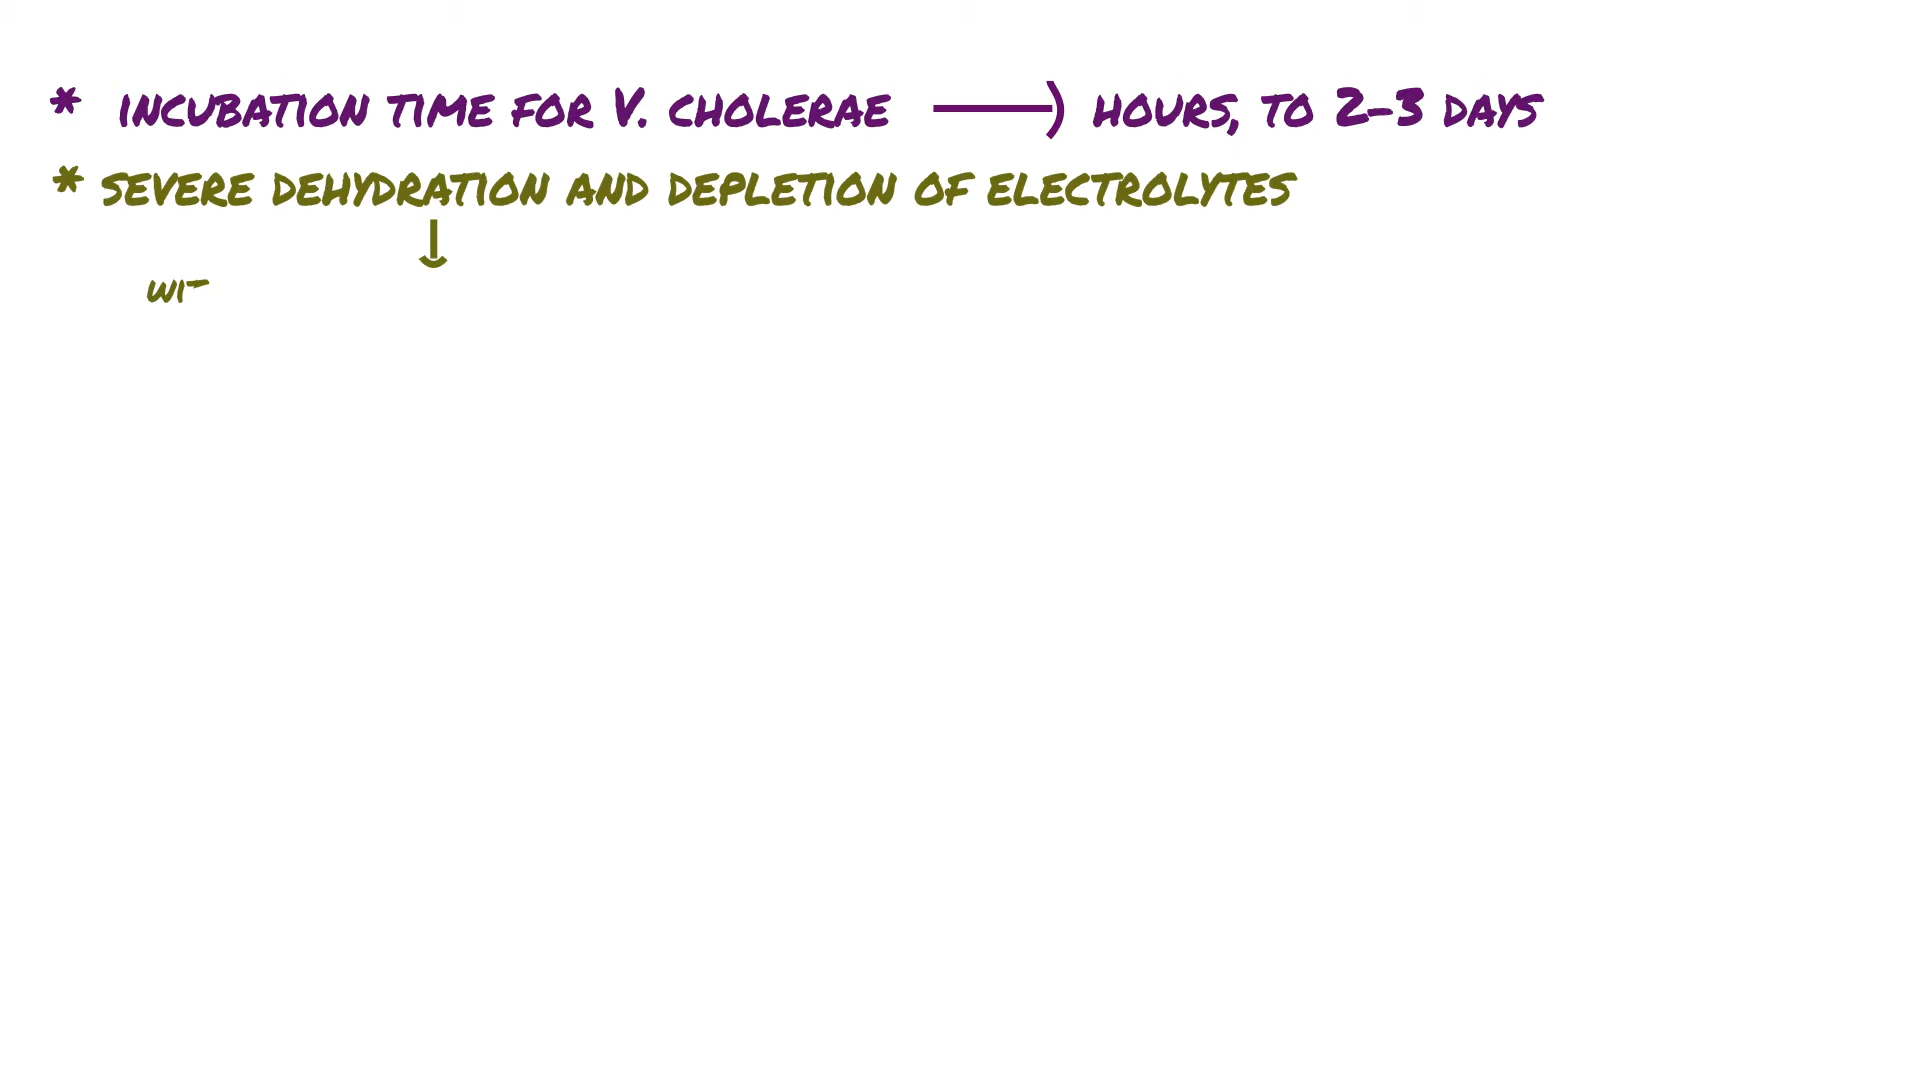 * INCUBATION TIME FOR V. CHOLERAE ⟶ HOURS, TO 2-3 DAYS
* SEVERE DEHYDRATION AND DEPLETION OF ELECTROLYTES
↓